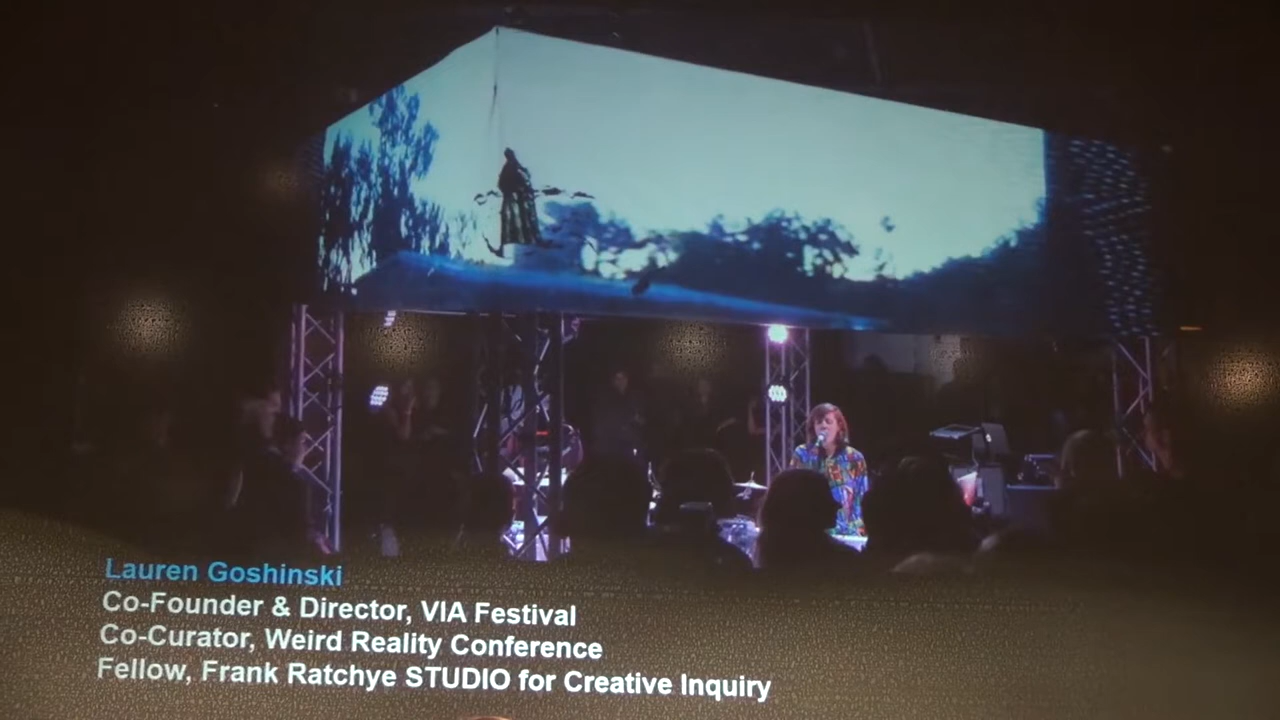 Lauren Goshinski
Co-Founder & Director, VIA Festival
Co-Curator, Weird Reality Conference
Fellow, Frank Ratchye STUDIO for Creative Inquiry